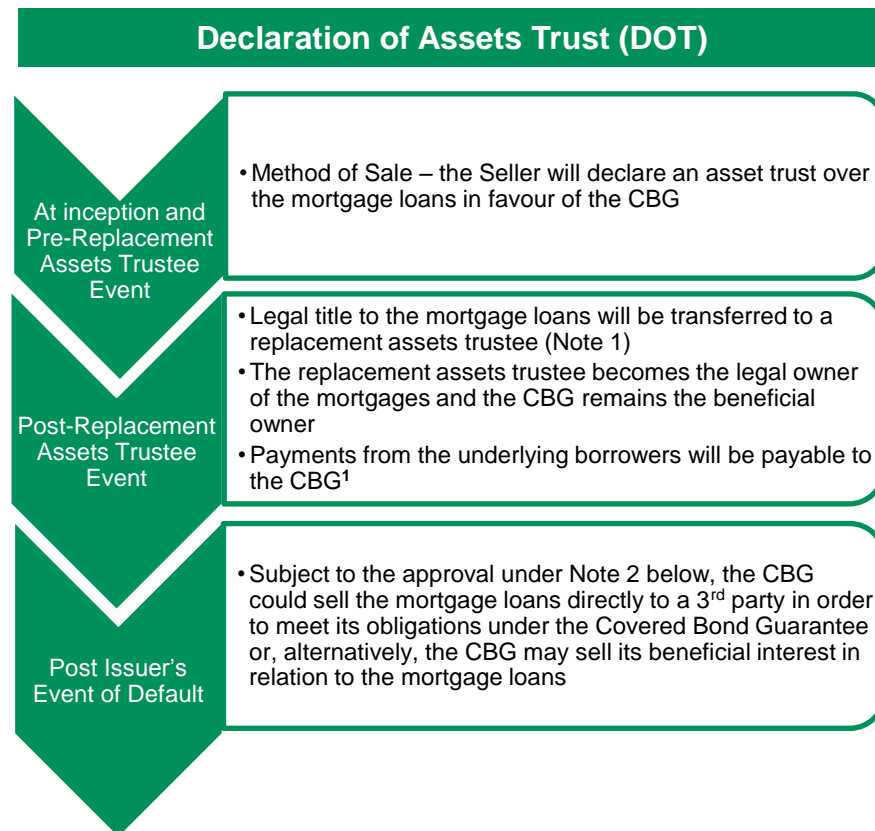 Declaration of Assets Trust (DOT)
At inception and
Pre-Replacement
Assets Trustee
Event
• Method of Sale – the Seller will declare an asset trust over
the mortgage loans in favour of the CBG
Post-Replacement
Assets Trustee
Event
• Legal title to the mortgage loans will be transferred to a
replacement assets trustee (Note 1)
• The replacement assets trustee becomes the legal owner
of the mortgages and the CBG remains the beneficial
owner
• Payments from the underlying borrowers will be payable to
the CBG¹
Post Issuer's
Event of Default
• Subject to the approval under Note 2 below, the CBG
could sell the mortgage loans directly to a 3rd party in order
to meet its obligations under the Covered Bond Guarantee
or, alternatively, the CBG may sell its beneficial interest in
relation to the mortgage loans